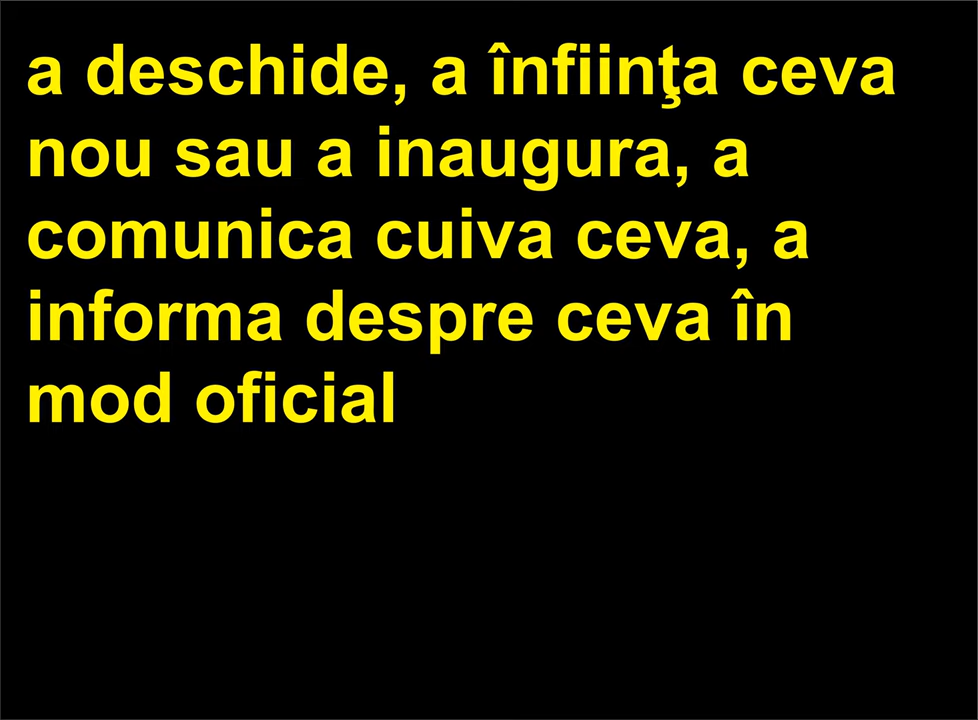 a deschide, a înfiinţa ceva
nou sau a inaugura, a
comunica cuiva ceva, a
informa despre ceva în
mod oficial